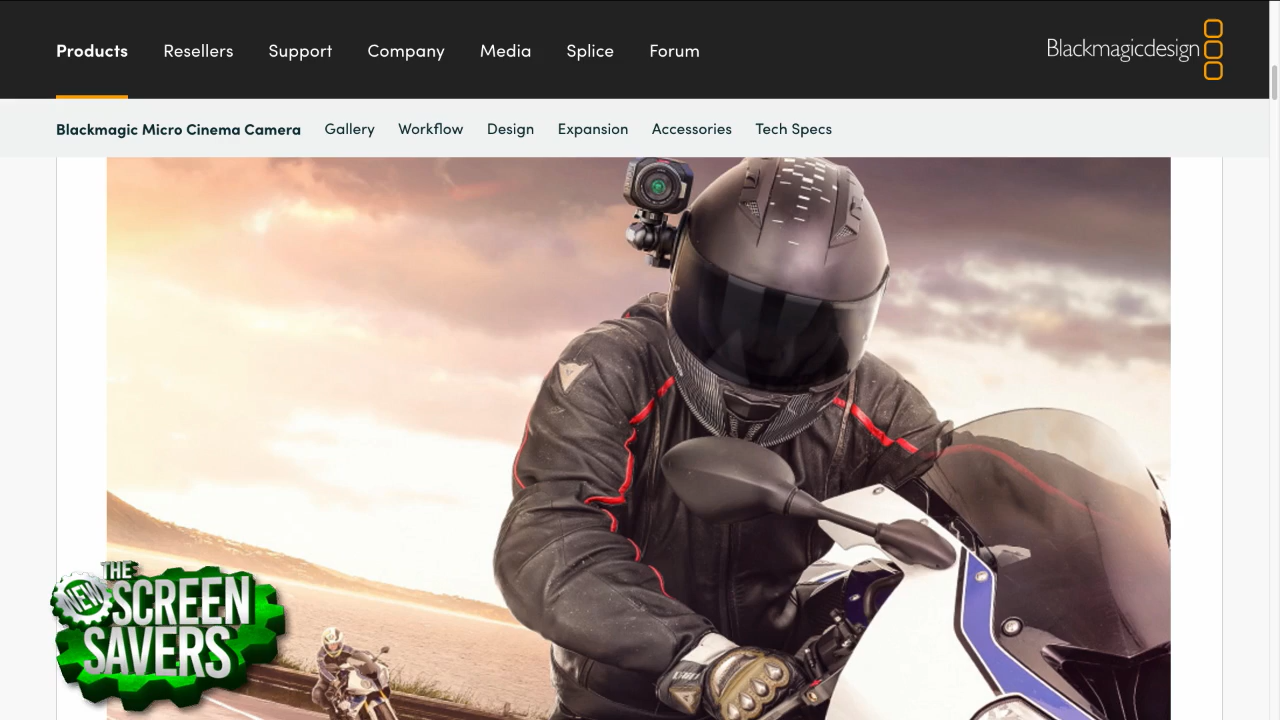 Products Resellers Support Company Media Splice Forum
Blackmagicdesign
Blackmagic Micro Cinema Camera Gallery Workflow Design Expansion Accessories Tech Specs
THE
NEW SCREEN
SAVERS